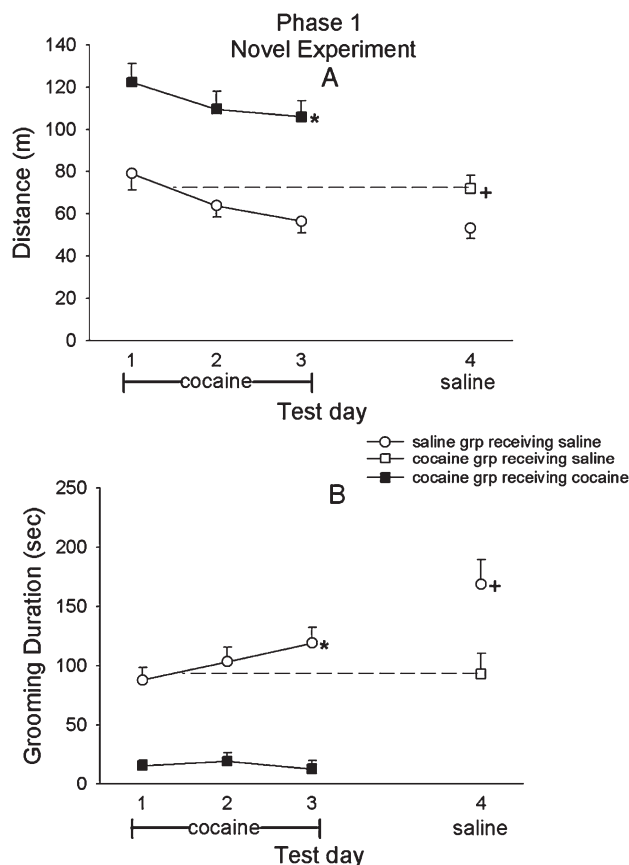 Phase 1
Novel Experiment
A
Distance (m)
140
120
100
80
60
40
20
0
*
+
1 2 3 4
cocaine saline
Test day
saline grp receiving saline
cocaine grp receiving saline
cocaine grp receiving cocaine
B
Grooming Duration (sec)
250
200
150
100
50
0
+
*
1 2 3 4
cocaine saline
Test day